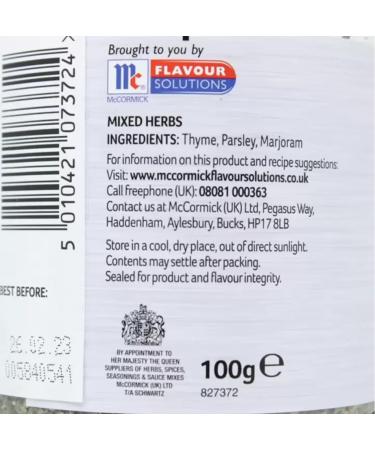 Brought to you by
Mc
McCORMICK
FLAVOUR
SOLUTIONS
MIXED HERBS
INGREDIENTS: Thyme, Parsley, Marjoram
For information on this product and recipe suggestions:
Visit: www.mccormickflavoursolutions.co.uk
Call freephone (UK): 08081 000363
Contact us at McCormick (UK) Ltd, Pegasus Way,
Haddenham, Aylesbury, Bucks, HP17 8LB
Store in a cool, dry place, out of direct sunlight.
Contents may settle after packing.
Sealed for product and flavour integrity.
5 010421 073724 >
BEST BEFORE:
26.02.23
005840541
BY APPOINTMENT TO
HER MAJESTY THE QUEEN
SUPPLIERS OF HERBS, SPICES,
SEASONINGS & SAUCE MIXES
McCORMICK (UK) LTD
T/A SCHWARTZ
100g℮
827372